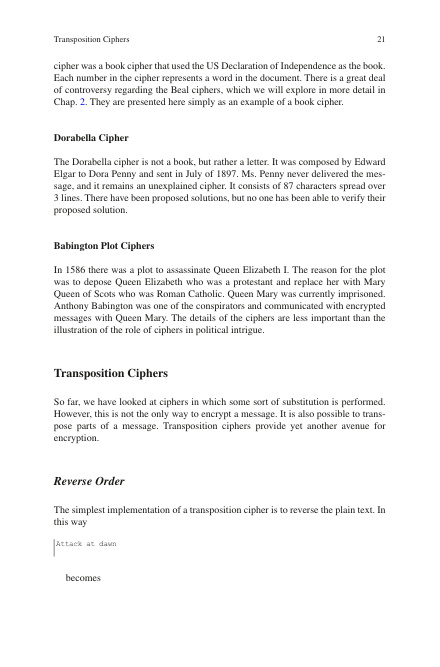 Transposition Ciphers 21
cipher was a book cipher that used the US Declaration of Independence as the book.
Each number in the cipher represents a word in the document. There is a great deal
of controversy regarding the Beal ciphers, which we will explore in more detail in
Chap. 2. They are presented here simply as an example of a book cipher.
Dorabella Cipher
The Dorabella cipher is not a book, but rather a letter. It was composed by Edward
Elgar to Dora Penny and sent in July of 1897. Ms. Penny never delivered the mes-
sage, and it remains an unexplained cipher. It consists of 87 characters spread over
3 lines. There have been proposed solutions, but no one has been able to verify their
proposed solution.
Babington Plot Ciphers
In 1586 there was a plot to assassinate Queen Elizabeth I. The reason for the plot
was to depose Queen Elizabeth who was a protestant and replace her with Mary
Queen of Scots who was Roman Catholic. Queen Mary was currently imprisoned.
Anthony Babington was one of the conspirators and communicated with encrypted
messages with Queen Mary. The details of the ciphers are less important than the
illustration of the role of ciphers in political intrigue.
Transposition Ciphers
So far, we have looked at ciphers in which some sort of substitution is performed.
However, this is not the only way to encrypt a message. It is also possible to trans-
pose parts of a message. Transposition ciphers provide yet another avenue for
encryption.
Reverse Order
The simplest implementation of a transposition cipher is to reverse the plain text. In
this way
Attack at dawn
becomes